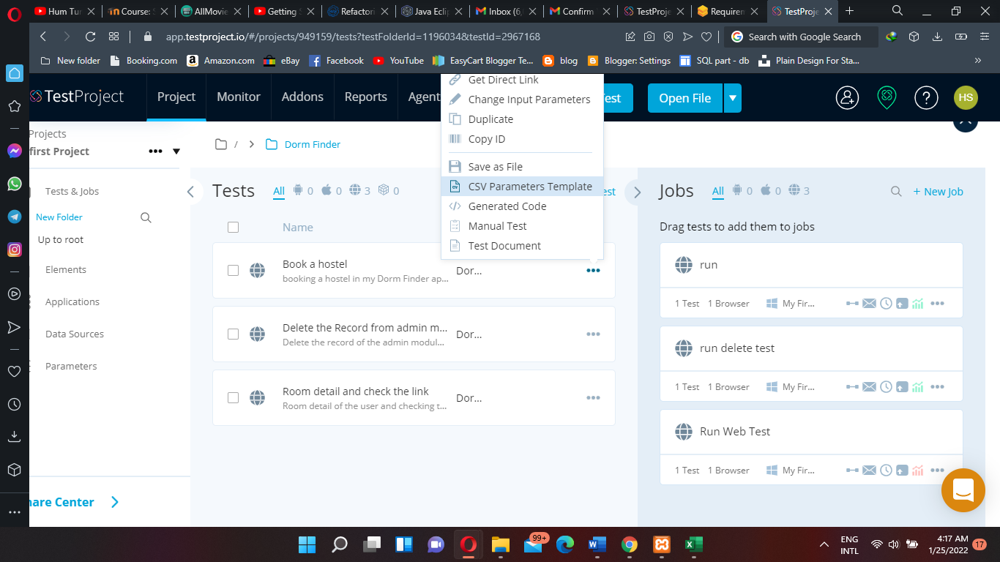 Hum Tum
Course: S
AllMovie
Getting S
Refactori
Java Eclip
Inbox (6,
Confirm
TestProje
Requirem
TestProje
app.testproject.io/#/projects/949159/tests?testFolderId=1196034&testId=2967168
Search with Google Search
New folder
Booking.com
Amazon.com
eBay
Facebook
YouTube
EasyCart Blogger Te...
blog
Blogger: Settings
SQL part - db
Plain Design For Sta...
TestProject
Project
Monitor
Addons
Reports
Agent
Test
Open File
HS
Get Direct Link
Change Input Parameters
Duplicate
Copy ID
Save as File
CSV Parameters Template
Generated Code
Manual Test
Test Document
Projects
first Project
Tests & Jobs
New Folder
Up to root
Elements
Applications
Data Sources
Parameters
hare Center
/
Dorm Finder
Tests
All
0
0
3
0
est
Name
Book a hostel
Dor...
booking a hostel in my Dorm Finder ap...
Delete the Record from admin m...
Dor...
Delete the record of the admin modul...
Room detail and check the link
Dor...
Room detail of the user and checking t...
Jobs
All
0
0
3
+ New Job
Drag tests to add them to jobs
run
1 Test
1 Browser
My Fir...
run delete test
1 Test
1 Browser
My Fir...
Run Web Test
1 Test
1 Browser
My Fir...
99+
ENG
INTL
4:17 AM
1/25/2022
17